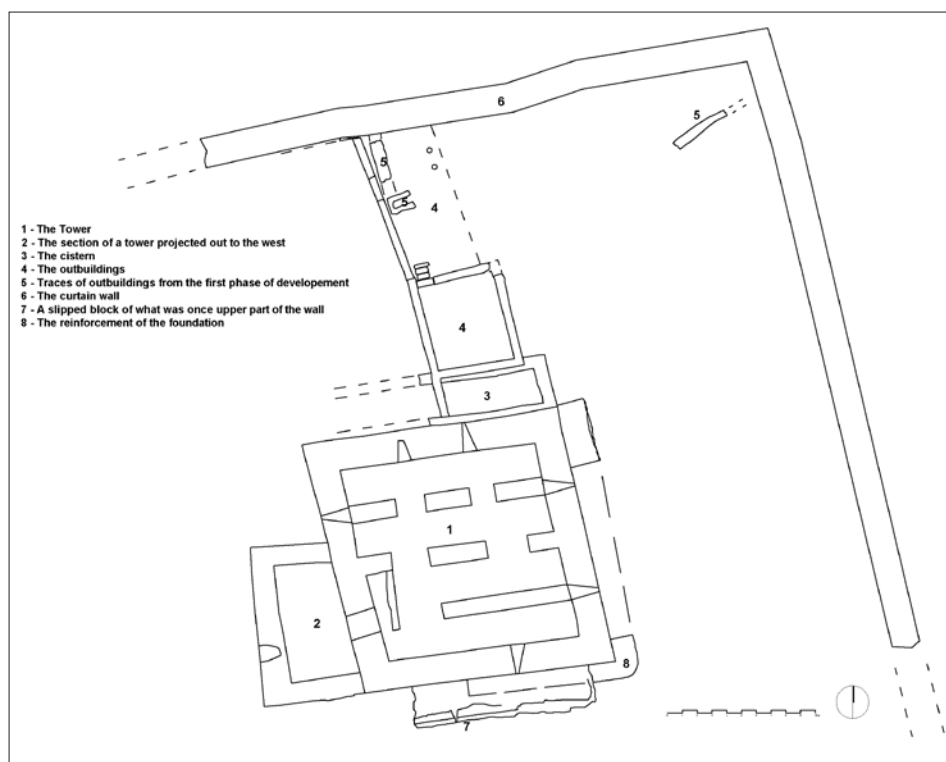 6
5
5
5
4
1 - The Tower
2 - The section of a tower projected out to the west
3 - The cistern
4 - The outbuildings
5 - Traces of outbuildings from the first phase of developement
6 - The curtain wall
7 - A slipped block of what was once upper part of the wall
8 - The reinforcement of the foundation
4
3
1
2
8
7